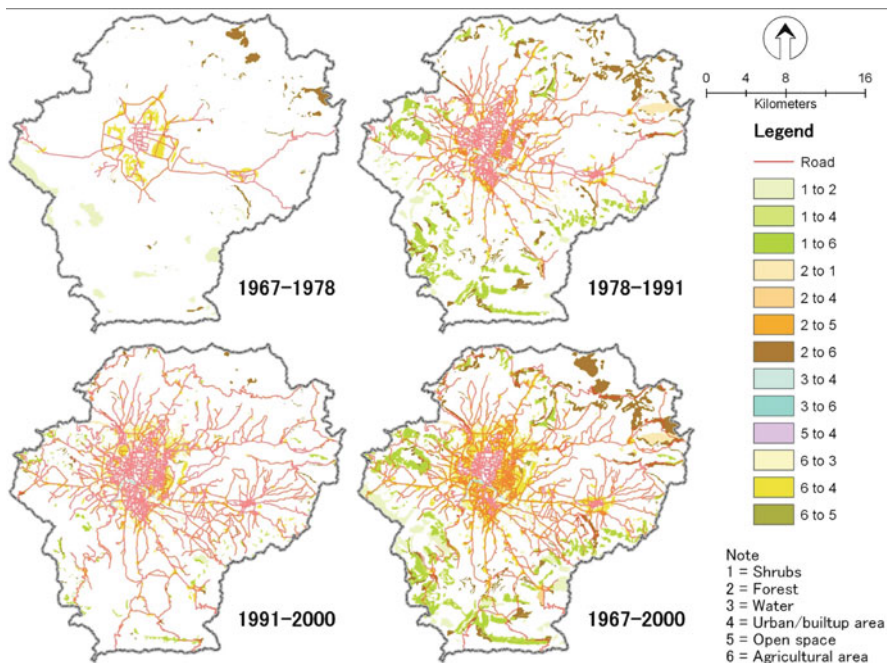 1967-1978
1978-1991
1991-2000
1967-2000
0 4 8 16
Kilometers
Legend
Road
1 to 2
1 to 4
1 to 6
2 to 1
2 to 4
2 to 5
2 to 6
3 to 4
3 to 6
5 to 4
6 to 3
6 to 4
6 to 5
Note
1 = Shrubs
2 = Forest
3 = Water
4 = Urban/builtup area
5 = Open space
6 = Agricultural area